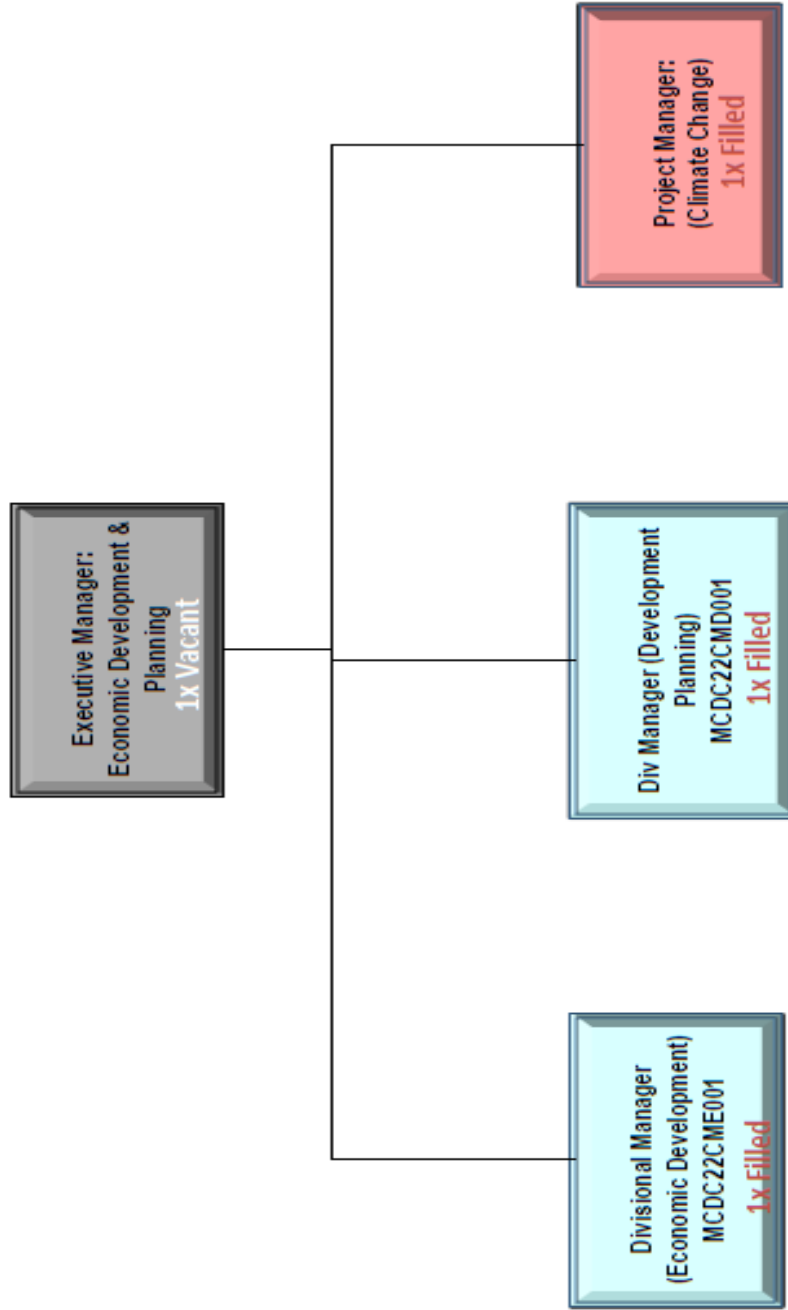 Executive Manager:
Economic Development &
Planning
1x Vacant
Divisional Manager
(Economic Development)
MCDC22CME001
1x Filled
Div Manager (Development
Planning)
MCDC22CMD001
1x Filled
Project Manager:
(Climate Change)
1x Filled